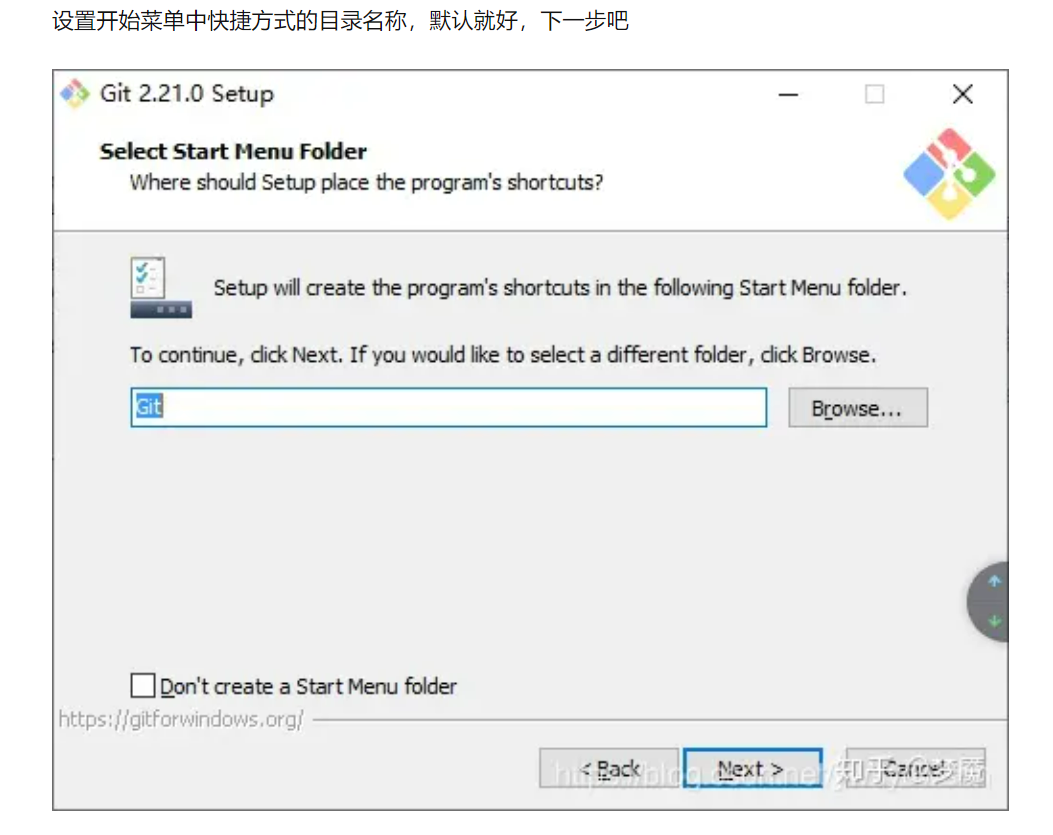 设置开始菜单中快捷方式的目录名称，默认就好，下一步吧
Git 2.21.0 Setup
Select Start Menu Folder
Where should Setup place the program's shortcuts?
Setup will create the program's shortcuts in the following Start Menu folder.
To continue, click Next. If you would like to select a different folder, click Browse.
Git
Browse...
Don't create a Start Menu folder
https://gitforwindows.org/
< Back
Next >
Cancel
知乎